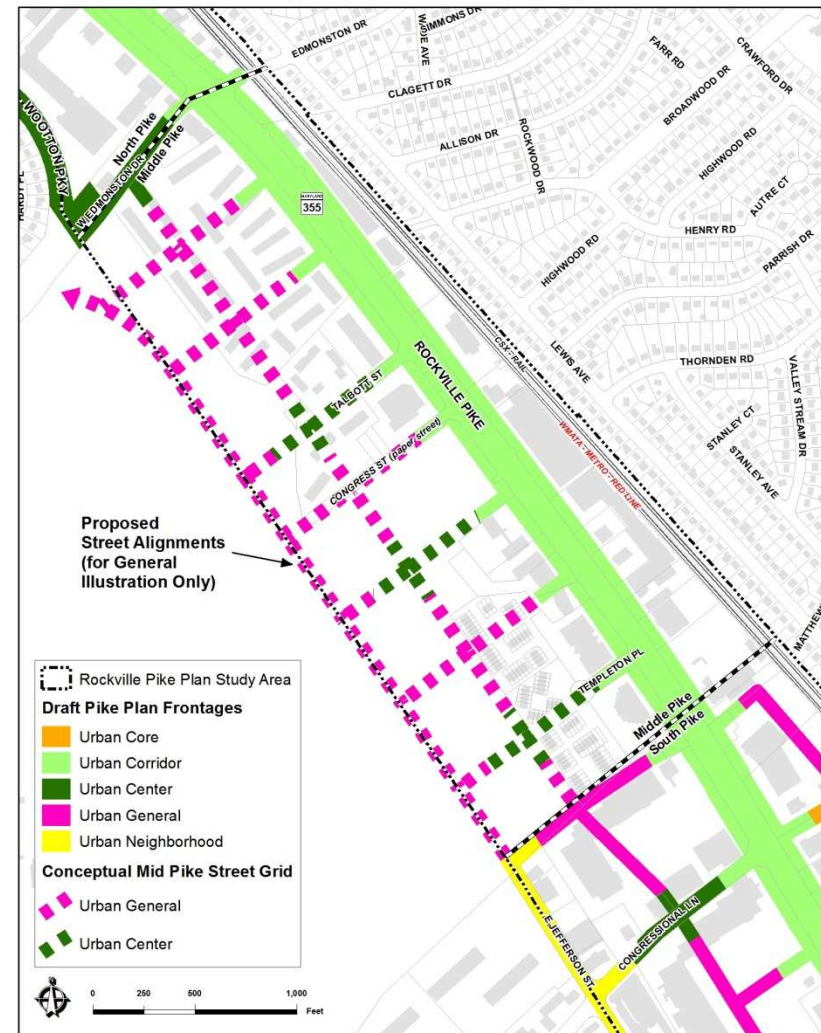 EDMONSTON DR
SIMMONS DR
WADE AVE
CLAGETT DR
FARR RD
CRAWFORD DR
BROADWOOD DR
ALLISON DR
ROCKWOOD DR
HIGHWOOD RD
AUTRE CT
WOOTTON PKY
North Pike
Middle Pike
W EDMONSTON DR
HARDY PL
MARYLAND
355
HENRY RD
PARRISH DR
HIGHWOOD RD
ROCKVILLE PIKE
CSX - RAIL
LEWIS AVE
THORNDEN RD
VALLEY STREAM DR
STANLEY CT
STANLEY AVE
TALBOTT ST
CONGRESS ST (paper street)
WMATA - METRO - RED LINE
Proposed
Street Alignments
(for General
Illustration Only)
TEMPLETON PL
Middle Pike
South Pike
E JEFFERSON ST
CONGRESSIONAL LN
Rockville Pike Plan Study Area
Draft Pike Plan Frontages
Urban Core
Urban Corridor
Urban Center
Urban General
Urban Neighborhood
Conceptual Mid Pike Street Grid
Urban General
Urban Center
0 250 500 1,000
Feet